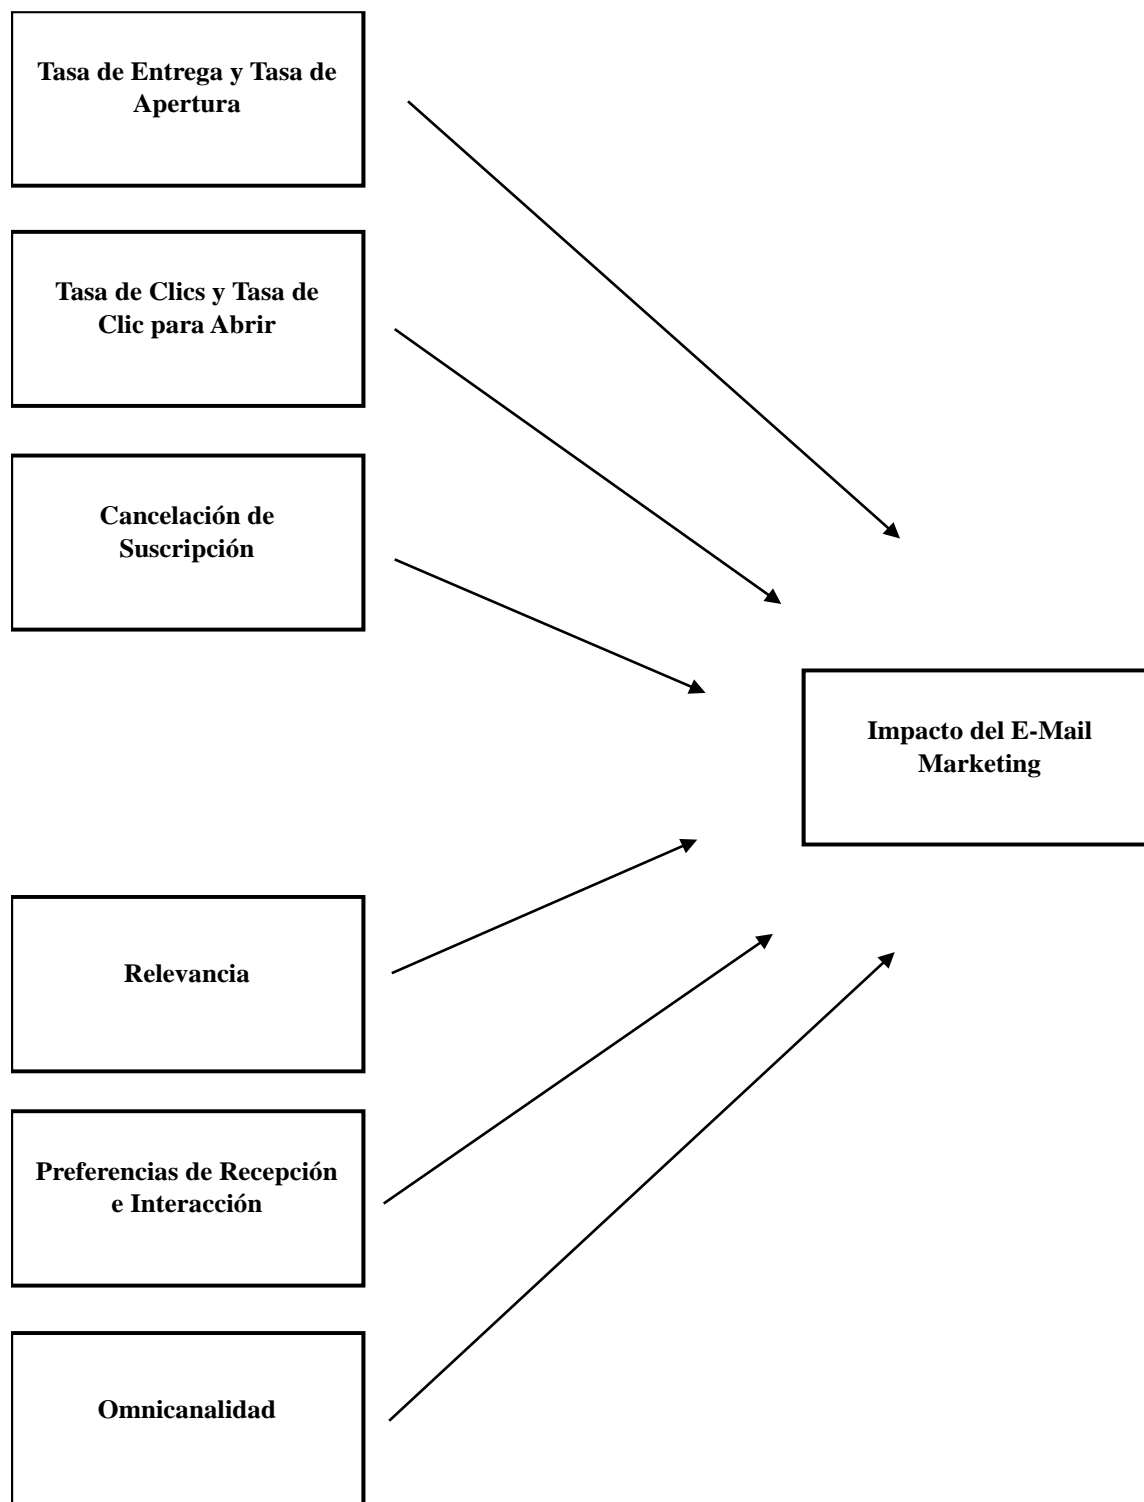 Tasa de Entrega y Tasa de
Apertura
Tasa de Clics y Tasa de
Clic para Abrir
Cancelación de
Suscripción
Impacto del E-Mail
Marketing
Relevancia
Preferencias de Recepción
e Interacción
Omnicanalidad